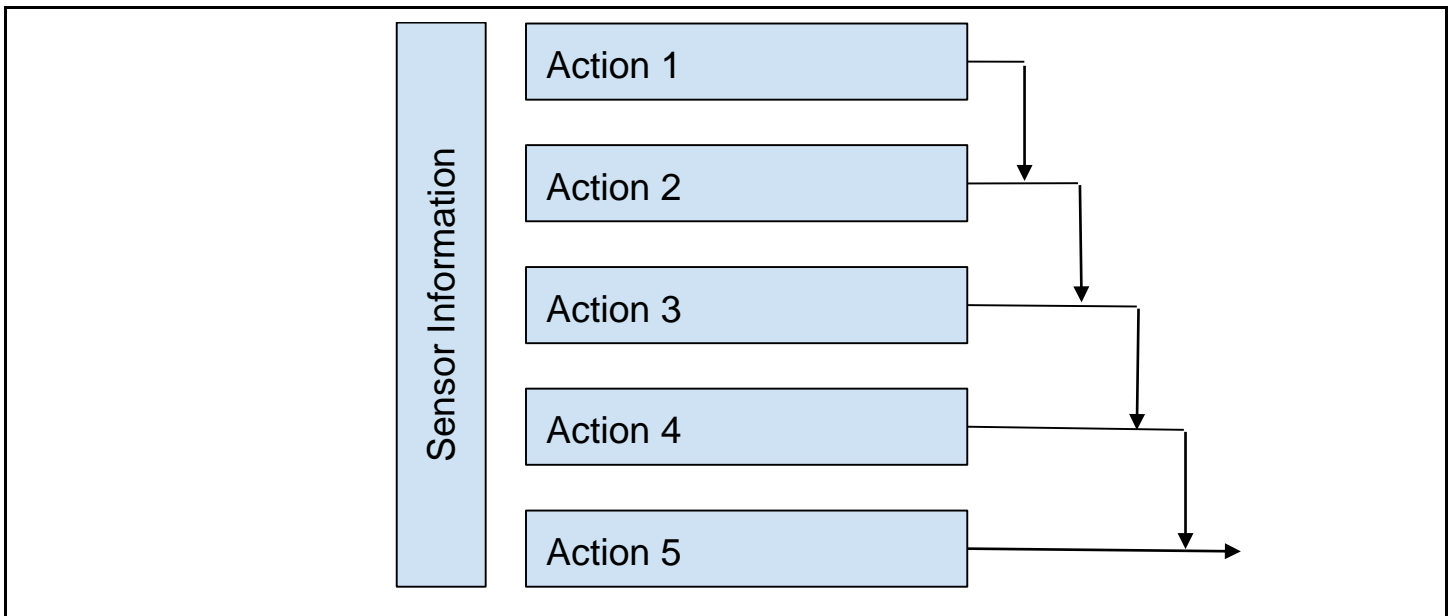 Sensor Information
Action 1
Action 2
Action 3
Action 4
Action 5